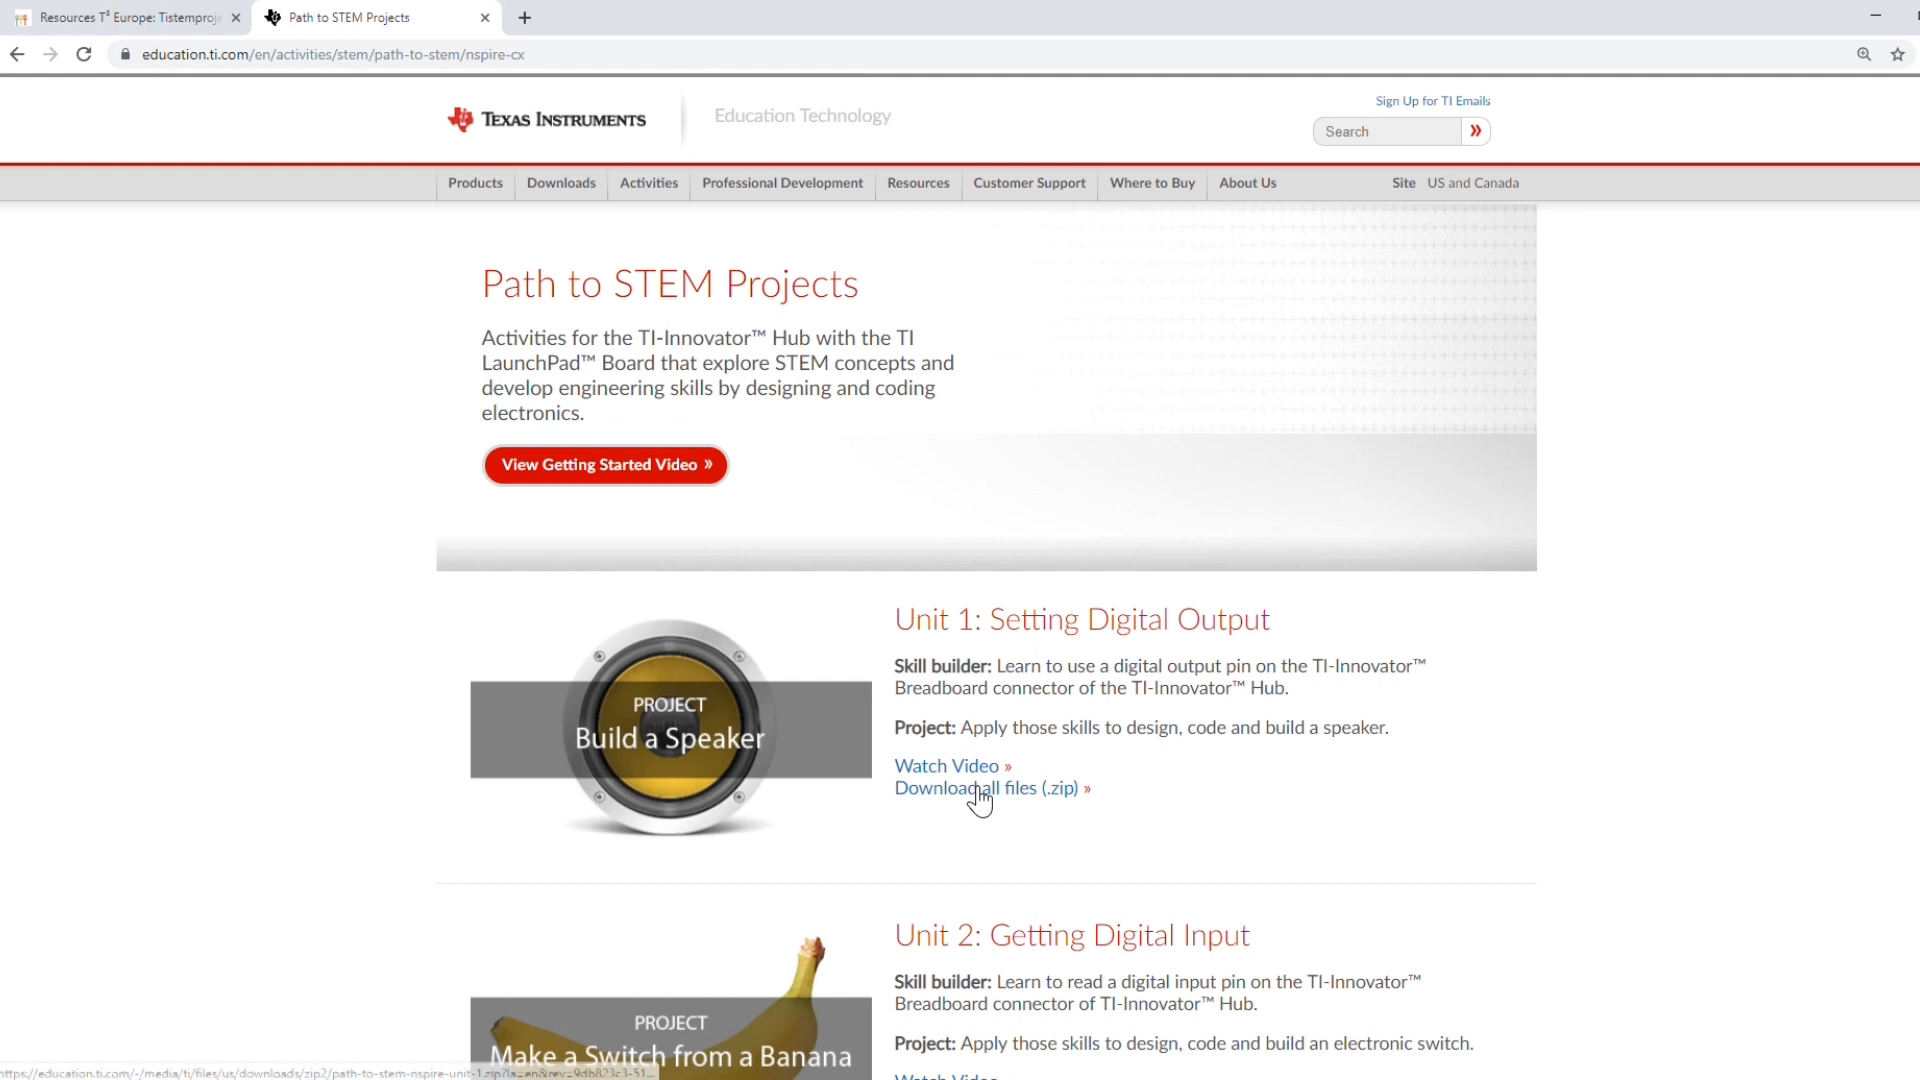 Resources T³ Europe: Tistemproje
Path to STEM Projects
education.ti.com/en/activities/stem/path-to-stem/nspire-cx
TEXAS INSTRUMENTS
Education Technology
Sign Up for TI Emails
Search
Products Downloads Activities Professional Development Resources Customer Support Where to Buy About Us Site US and Canada
Path to STEM Projects
Activities for the TI-Innovator™ Hub with the TI
LaunchPad™ Board that explore STEM concepts and
develop engineering skills by designing and coding
electronics.
View Getting Started Video »
PROJECT
Build a Speaker
Unit 1: Setting Digital Output
Skill builder: Learn to use a digital output pin on the TI-Innovator™
Breadboard connector of the TI-Innovator™ Hub.
Project: Apply those skills to design, code and build a speaker.
Watch Video »
Download all files (.zip) »
PROJECT
Make a Switch from a Banana
Unit 2: Getting Digital Input
Skill builder: Learn to read a digital input pin on the TI-Innovator™
Breadboard connector of TI-Innovator™ Hub.
Project: Apply those skills to design, code and build an electronic switch.
Watch Video